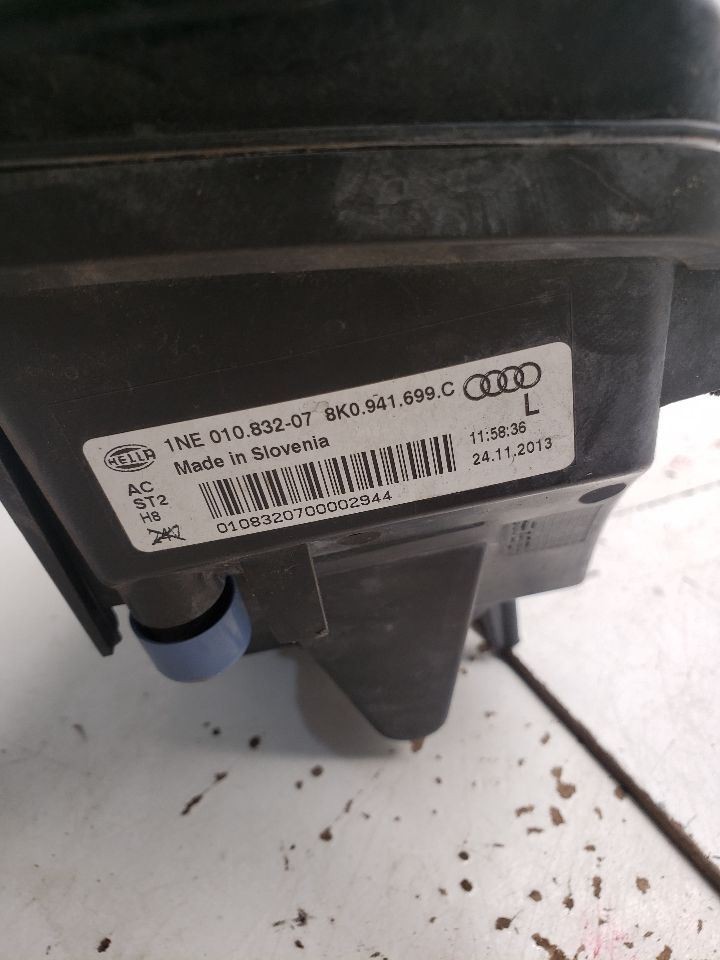 HELLA 1NE 010.832-07 8K0.941.699.C
Made in Slovenia
L
11:58:36
24.11.2013
AC
ST2
H8
0108320700002944